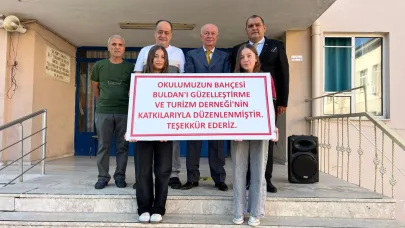 OKULUMUZUN BAHÇESİ
BULDAN'I GÜZELLEŞTİRME
VE TURİZM DERNEĞİ'NİN
KATKILARIYLA DÜZENLENMİŞTİR.
TEŞEKKÜR EDERİZ.